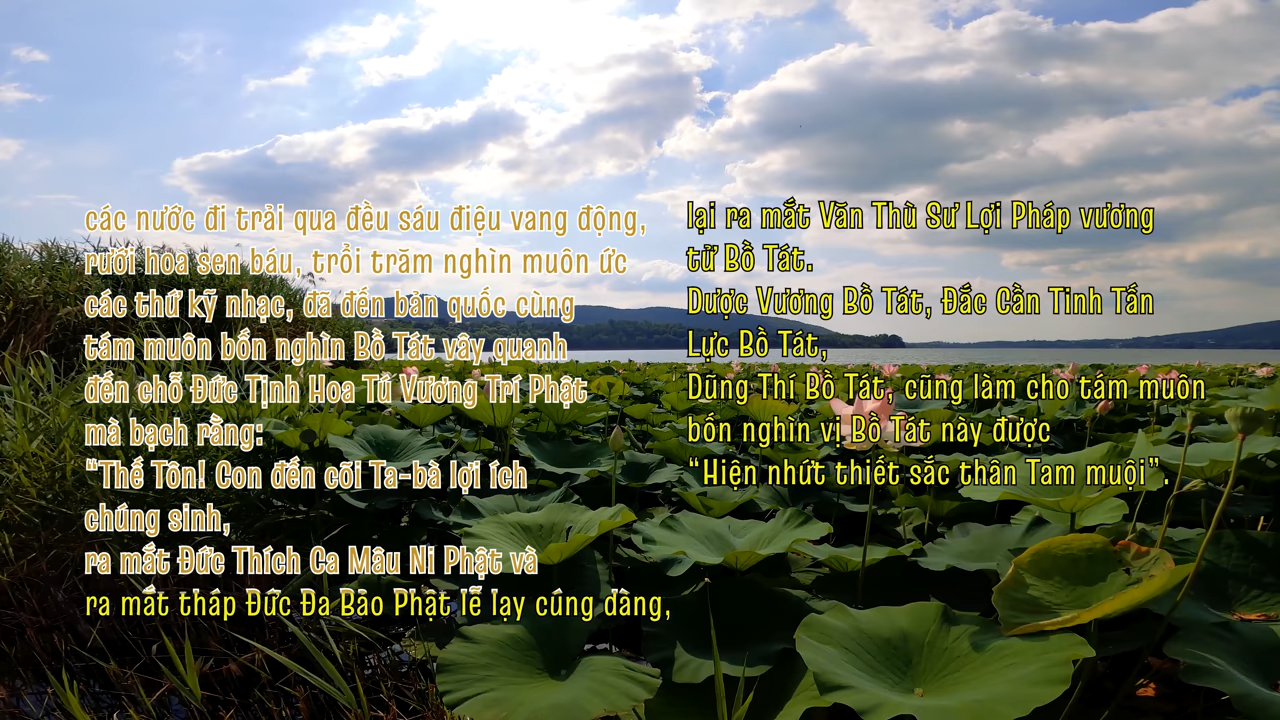 các nước đi trải qua đều sáu điệu vang động,
rưới hoa sen báu, trổi trăm nghìn muôn ức
các thứ kỹ nhạc, đã đến bản quốc cùng
tám muôn bốn nghìn Bồ Tát vây quanh
đến chỗ Đức Tịnh Hoa Tú Vương Trí Phật
mà bạch rằng:
“Thế Tôn! Con đến cõi Ta-bà lợi ích
chúng sinh,
ra mắt Đức Thích Ca Mâu Ni Phật và
ra mắt tháp Đức Đa Bảo Phật lễ lạy cúng dàng,
lại ra mắt Văn Thù Sư Lợi Pháp vương
tử Bồ Tát.
Dược Vương Bồ Tát, Đắc Cần Tinh Tấn
Lực Bồ Tát,
Dũng Thí Bồ Tát, cũng làm cho tám muôn
bốn nghìn vị Bồ Tát này được
“Hiện nhứt thiết sắc thân Tam muội”.